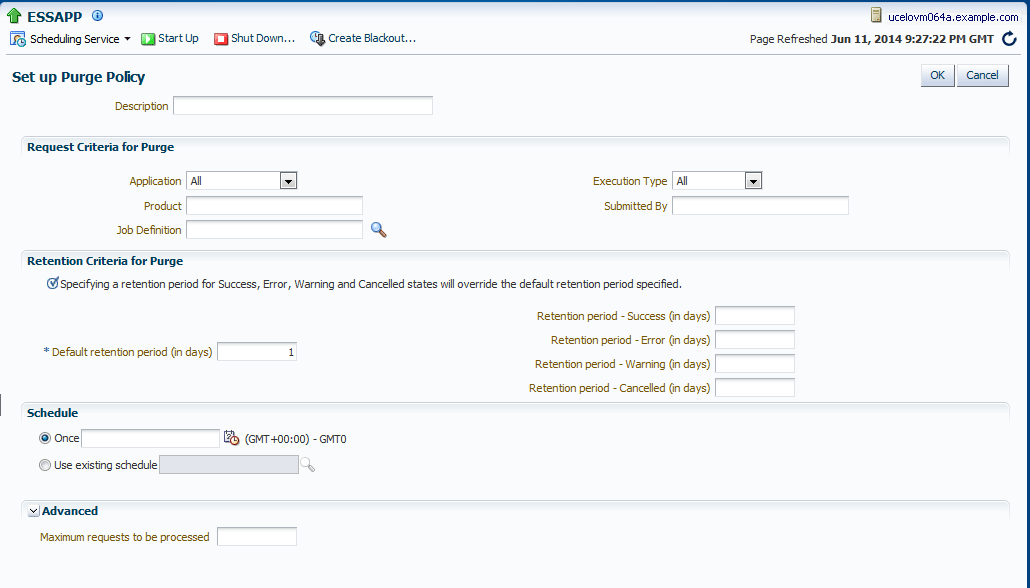 ESSAPP
ucelovm064a.example.com
Scheduling Service Start Up Shut Down... Create Blackout... Page Refreshed Jun 11, 2014 9:27:22 PM GMT
Set up Purge Policy OK Cancel
Description
Request Criteria for Purge
Application All Execution Type All
Product Submitted By
Job Definition
Retention Criteria for Purge
Specifying a retention period for Success, Error, Warning and Cancelled states will override the default retention period specified.
Retention period - Success (in days)
Retention period - Error (in days)
* Default retention period (in days) 1
Retention period - Warning (in days)
Retention period - Cancelled (in days)
Schedule
Once (GMT+00:00) - GMT0
Use existing schedule
Advanced
Maximum requests to be processed